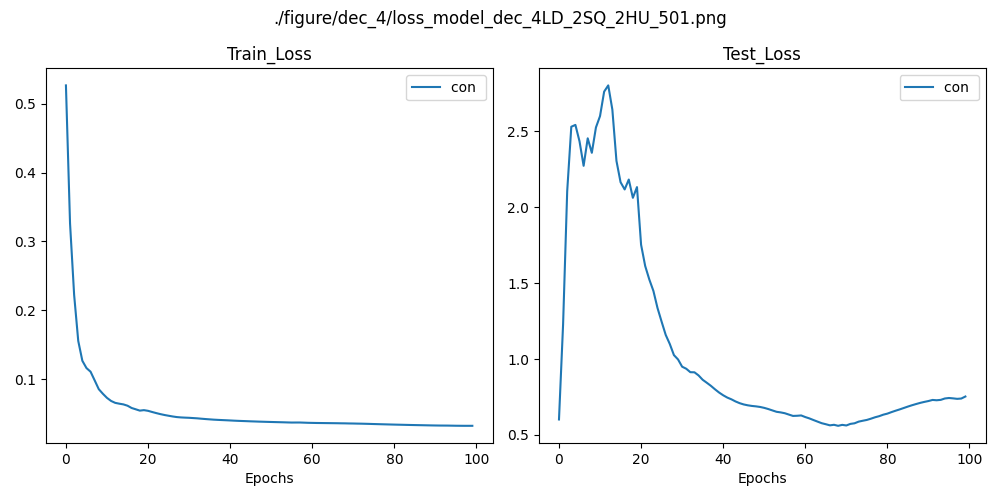 ./figure/dec_4/loss_model_dec_4LD_2SQ_2HU_501.png
Train_Loss
con
0.5
0.4
0.3
0.2
0.1
0 20 40 60 80 100
Epochs
Test_Loss
con
2.5
2.0
1.5
1.0
0.5
0 20 40 60 80 100
Epochs